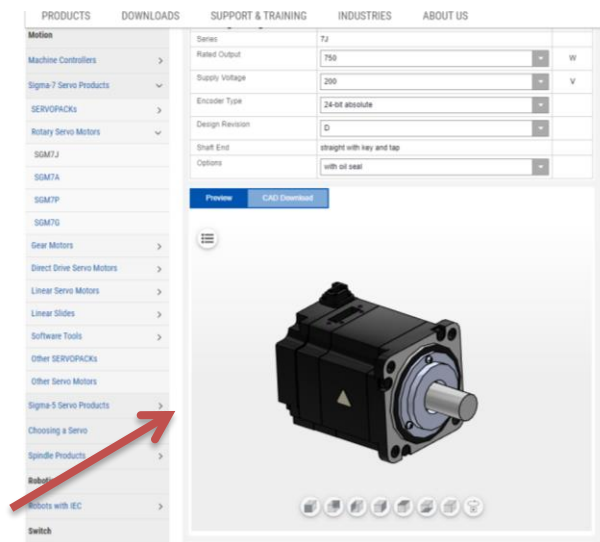 PRODUCTS DOWNLOADS SUPPORT & TRAINING INDUSTRIES ABOUT US
Motion
Machine Controllers
Sigma-7 Servo Products
SERVOPACKs
Rotary Servo Motors
SGM7J
SGM7A
SGM7P
SGM7G
Gear Motors
Direct Drive Servo Motors
Linear Servo Motors
Linear Slides
Software Tools
Other SERVOPACKs
Other Servo Motors
Sigma-5 Servo Products
Choosing a Servo
Spindle Products
Robots with IEC
Switch
Series 7J
Rated Output 750 W
Supply Voltage 200 V
Encoder Type 24-bit absolute
Design Revision D
Shaft End straight with key and tap
Options with oil seal
Preview CAD Download